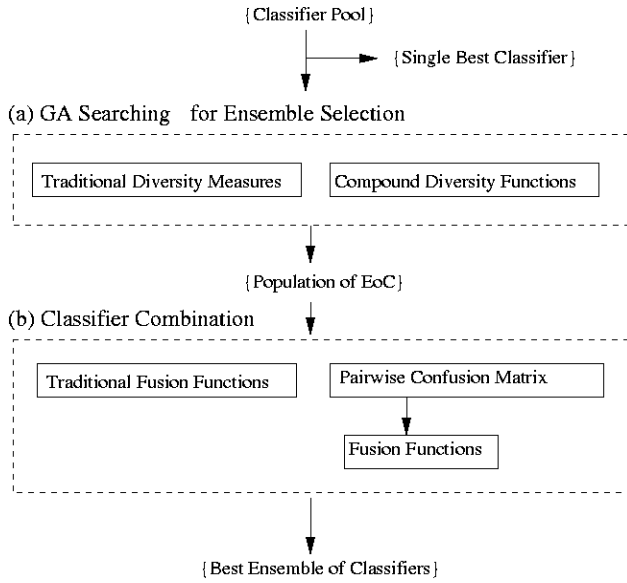 {Classifier Pool}
{Single Best Classifier}
(a) GA Searching for Ensemble Selection
Traditional Diversity Measures
Compound Diversity Functions
{Population of EoC}
(b) Classifier Combination
Traditional Fusion Functions
Pairwise Confusion Matrix
Fusion Functions
{Best Ensemble of Classifiers}